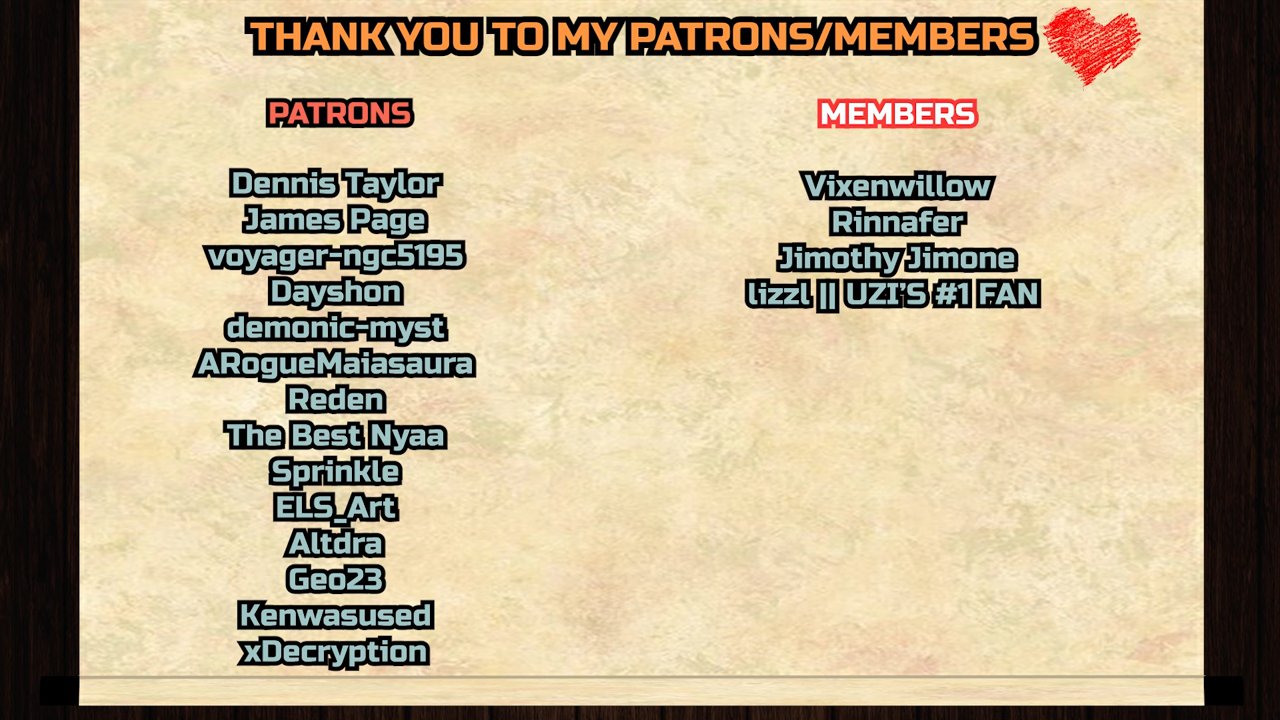 THANK YOU TO MY PATRONS/MEMBERS
PATRONS
Dennis Taylor
James Page
voyager-ngc5195
Dayshon
demonic-myst
ARogueMaiasaura
Reden
The Best Nyaa
Sprinkle
ELS_Art
Altdra
Geo23
Kenwasused
xDecryption
MEMBERS
Vixenwillow
Rinnafer
Jimothy Jimone
lizzl || UZI'S #1 FAN